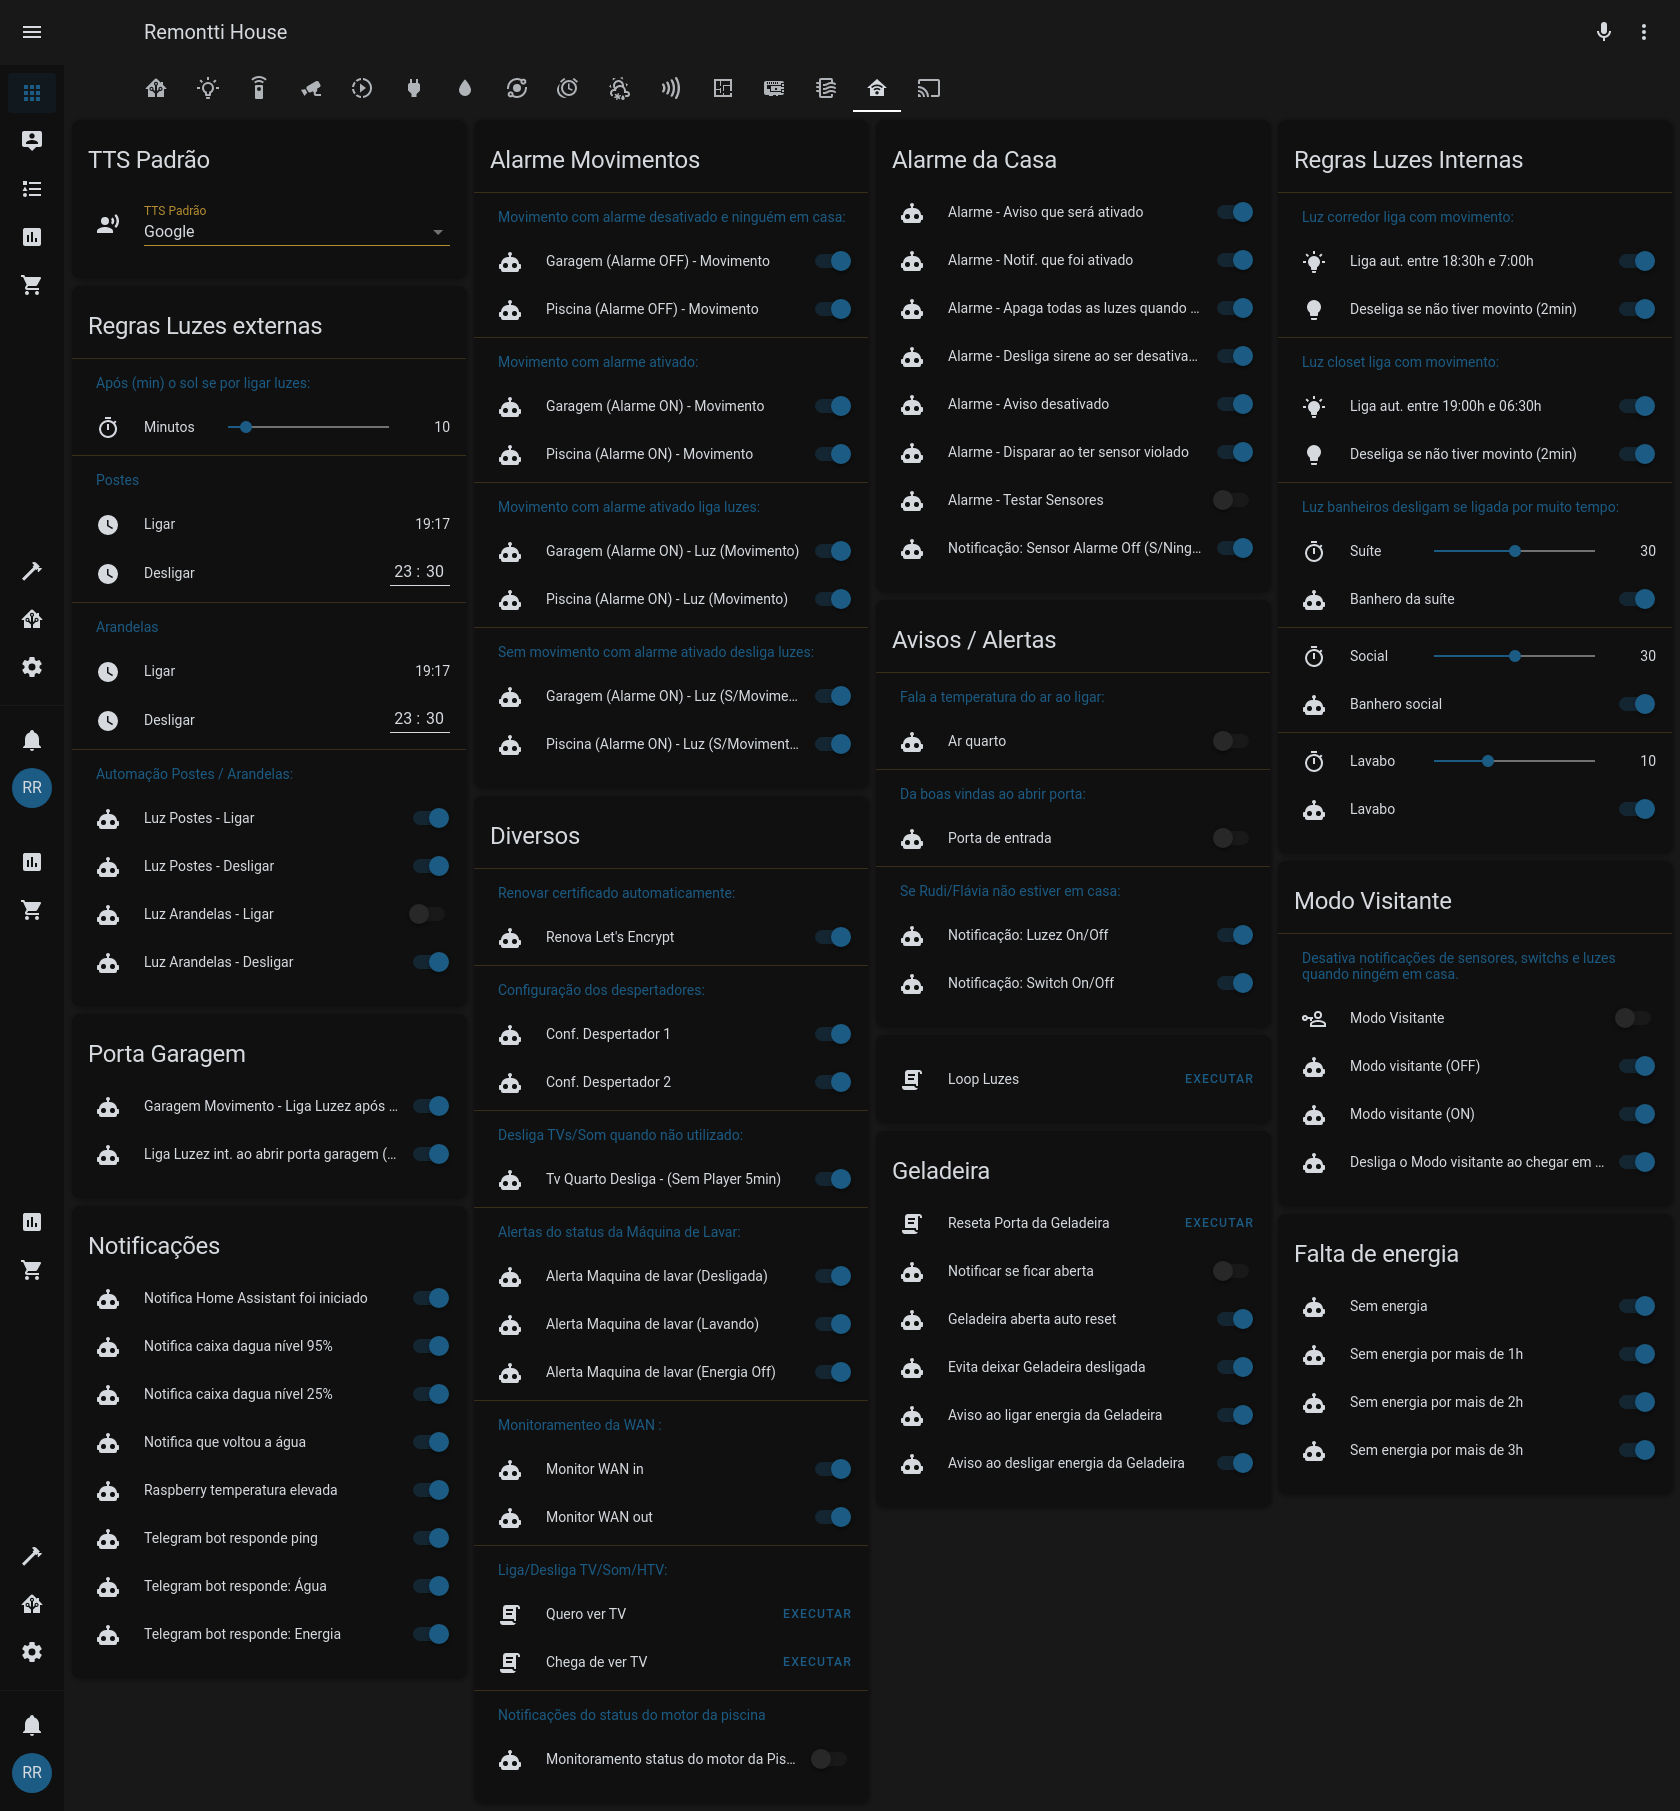 Remontti House
TTS Padrão
TTS Padrão
Google
Regras Luzes externas
Após (min) o sol se por ligar luzes:
Minutos 10
Postes
Ligar 19:17
Desligar 23 : 30
Arandelas
Ligar 19:17
Desligar 23 : 30
Automação Postes / Arandelas:
Luz Postes - Ligar
Luz Postes - Desligar
Luz Arandelas - Ligar
Luz Arandelas - Desligar
Porta Garagem
Garagem Movimento - Liga Luzez após …
Liga Luzez int. ao abrir porta garagem (…
Notificações
Notifica Home Assistant foi iniciado
Notifica caixa dagua nível 95%
Notifica caixa dagua nível 25%
Notifica que voltou a água
Raspberry temperatura elevada
Telegram bot responde ping
Telegram bot responde: Água
Telegram bot responde: Energia
Alarme Movimentos
Movimento com alarme desativado e ninguém em casa:
Garagem (Alarme OFF) - Movimento
Piscina (Alarme OFF) - Movimento
Movimento com alarme ativado:
Garagem (Alarme ON) - Movimento
Piscina (Alarme ON) - Movimento
Movimento com alarme ativado liga luzes:
Garagem (Alarme ON) - Luz (Movimento)
Piscina (Alarme ON) - Luz (Movimento)
Sem movimento com alarme ativado desliga luzes:
Garagem (Alarme ON) - Luz (S/Movime…
Piscina (Alarme ON) - Luz (S/Moviment…
Diversos
Renovar certificado automaticamente:
Renova Let's Encrypt
Configuração dos despertadores:
Conf. Despertador 1
Conf. Despertador 2
Desliga TVs/Som quando não utilizado:
Tv Quarto Desliga - (Sem Player 5min)
Alertas do status da Máquina de Lavar:
Alerta Maquina de lavar (Desligada)
Alerta Maquina de lavar (Lavando)
Alerta Maquina de lavar (Energia Off)
Monitoramenteo da WAN :
Monitor WAN in
Monitor WAN out
Liga/Desliga TV/Som/HTV:
Quero ver TV EXECUTAR
Chega de ver TV EXECUTAR
Notificações do status do motor da piscina
Monitoramento status do motor da Pis…
Alarme da Casa
Alarme - Aviso que será ativado
Alarme - Notif. que foi ativado
Alarme - Apaga todas as luzes quando …
Alarme - Desliga sirene ao ser desativa…
Alarme - Aviso desativado
Alarme - Disparar ao ter sensor violado
Alarme - Testar Sensores
Notificação: Sensor Alarme Off (S/Ning…
Avisos / Alertas
Fala a temperatura do ar ao ligar:
Ar quarto
Da boas vindas ao abrir porta:
Porta de entrada
Se Rudi/Flávia não estiver em casa:
Notificação: Luzez On/Off
Notificação: Switch On/Off
Loop Luzes EXECUTAR
Geladeira
Reseta Porta da Geladeira EXECUTAR
Notificar se ficar aberta
Geladeira aberta auto reset
Evita deixar Geladeira desligada
Aviso ao ligar energia da Geladeira
Aviso ao desligar energia da Geladeira
Regras Luzes Internas
Luz corredor liga com movimento:
Liga aut. entre 18:30h e 7:00h
Deseliga se não tiver movinto (2min)
Luz closet liga com movimento:
Liga aut. entre 19:00h e 06:30h
Deseliga se não tiver movinto (2min)
Luz banheiros desligam se ligada por muito tempo:
Suíte 30
Banhero da suíte
Social 30
Banhero social
Lavabo 10
Lavabo
Modo Visitante
Desativa notificações de sensores, switchs e luzes
quando ningém em casa.
Modo Visitante
Modo visitante (OFF)
Modo visitante (ON)
Desliga o Modo visitante ao chegar em …
Falta de energia
Sem energia
Sem energia por mais de 1h
Sem energia por mais de 2h
Sem energia por mais de 3h
RR
RR